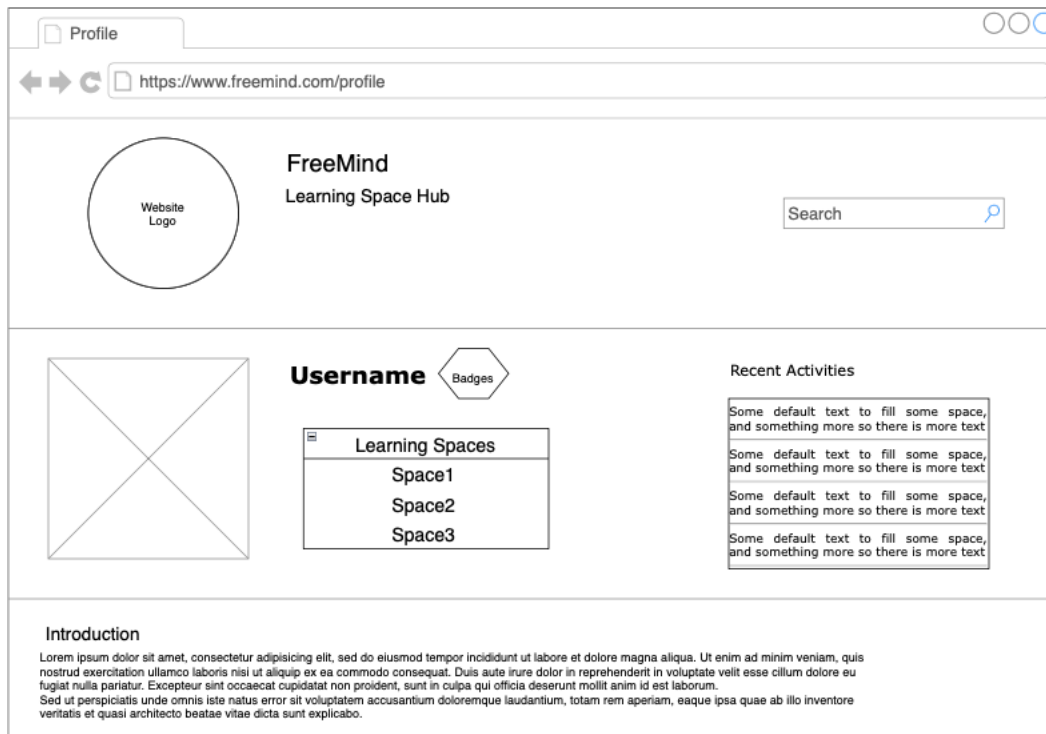 Profile
https://www.freemind.com/profile
Website
Logo
FreeMind
Learning Space Hub
Search
Username
Badges
Learning Spaces
Space1
Space2
Space3
Recent Activities
Some default text to fill some space,
and something more so there is more text
Some default text to fill some space,
and something more so there is more text
Some default text to fill some space,
and something more so there is more text
Some default text to fill some space,
and something more so there is more text
Introduction
Lorem ipsum dolor sit amet, consectetur adipisicing elit, sed do eiusmod tempor incididunt ut labore et dolore magna aliqua. Ut enim ad minim veniam, quis
nostrud exercitation ullamco laboris nisi ut aliquip ex ea commodo consequat. Duis aute irure dolor in reprehenderit in voluptate velit esse cillum dolore eu
fugiat nulla pariatur. Excepteur sint occaecat cupidatat non proident, sunt in culpa qui officia deserunt mollit anim id est laborum.
Sed ut perspiciatis unde omnis iste natus error sit voluptatem accusantium doloremque laudantium, totam rem aperiam, eaque ipsa quae ab illo inventore
veritatis et quasi architecto beatae vitae dicta sunt explicabo.